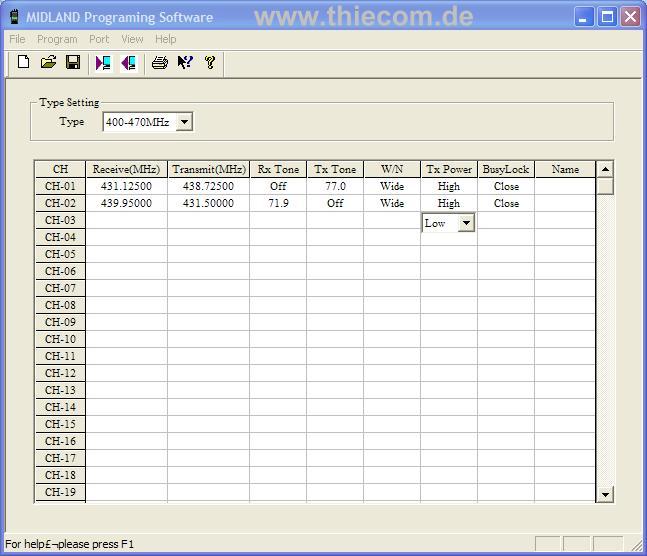 MIDLAND Programing Software www.thiecom.de
File Program Port View Help
Type Setting
Type 400-470MHz
CH Receive(MHz) Transmit(MHz) Rx Tone Tx Tone W/N Tx Power BusyLock Name
CH-01 431.12500 438.72500 Off 77.0 Wide High Close
CH-02 439.95000 431.50000 71.9 Off Wide High Close
CH-03 Low
CH-04
CH-05
CH-06
CH-07
CH-08
CH-09
CH-10
CH-11
CH-12
CH-13
CH-14
CH-15
CH-16
CH-17
CH-18
CH-19
For help£¬please press F1